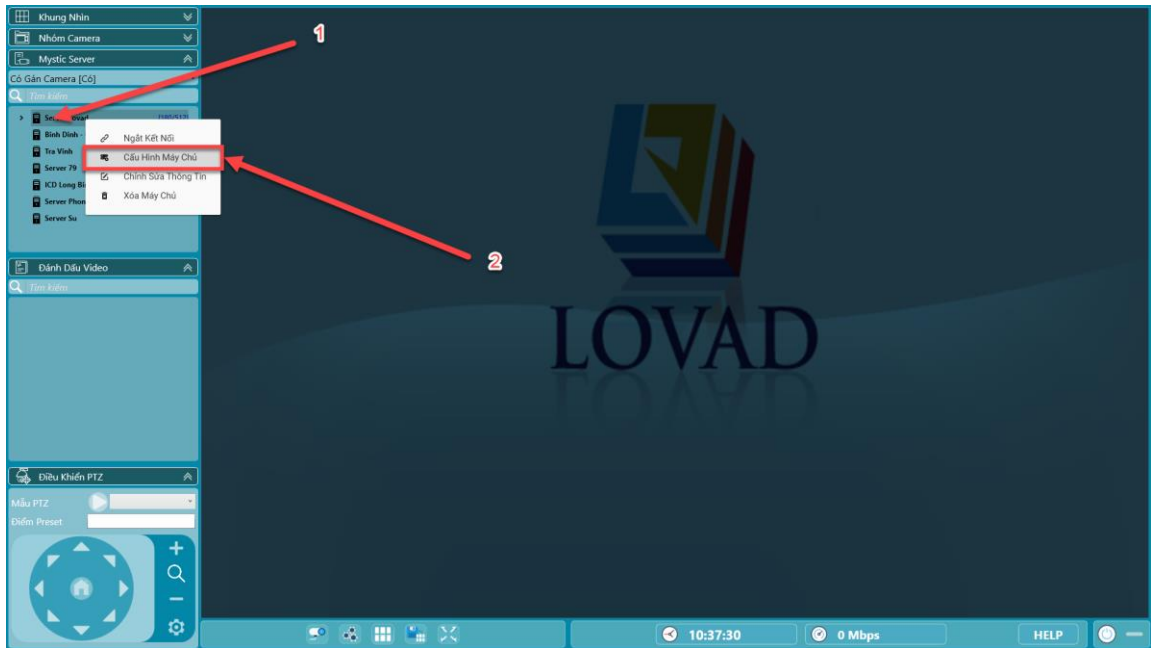 Khung Nhìn
Nhóm Camera
Mystic Server
Có Gán Camera [Có]
Tìm kiếm
[180/517]
Bình Dinh -
Tra Vinh
Server 79
ICD Long Bi
Server Phon
Server Su
Ngắt Kết Nối
Cấu Hình Máy Chủ
Chỉnh Sửa Thông Tin
Xóa Máy Chủ
1
2
Đánh Dấu Video
Tìm kiếm
Điều Khiển PTZ
Mẫu PTZ
Điểm Preset
LOVAD
10:37:30
0 Mbps
HELP